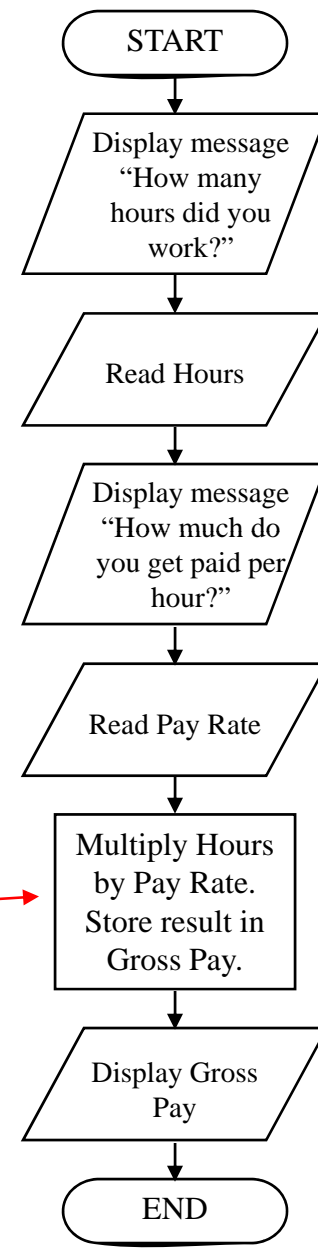 START
Display message
“How many
hours did you
work?”
Read Hours
Display message
“How much do
you get paid per
hour?”
Read Pay Rate
Multiply Hours
by Pay Rate.
Store result in
Gross Pay.
Display Gross
Pay
END